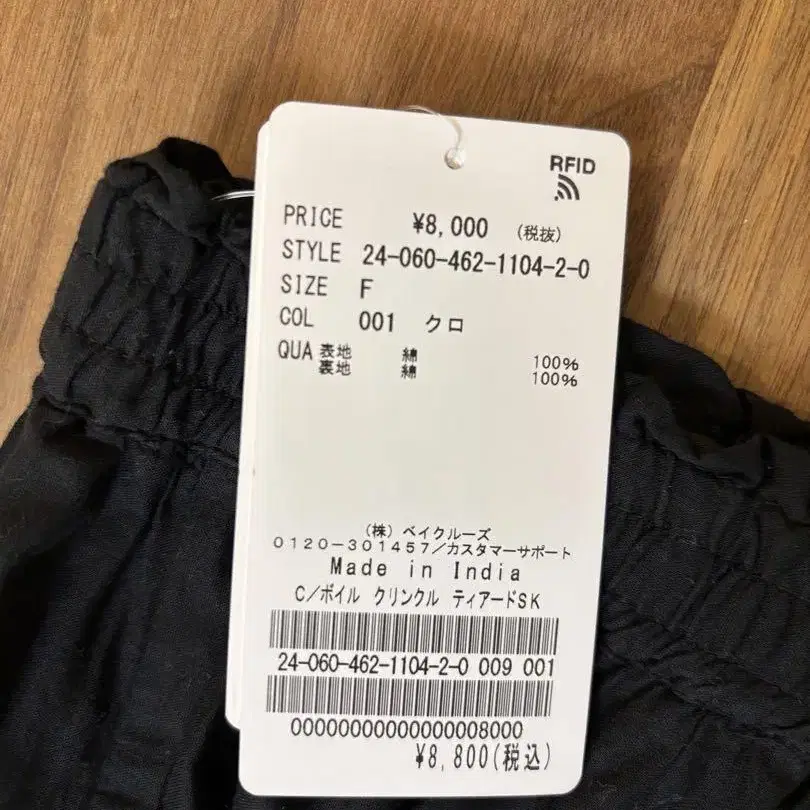 RFID
PRICE ¥8,000 (税抜)
STYLE 24-060-462-1104-2-0
SIZE F
COL 001 クロ
QUA 表地 綿 100%
裏地 綿 100%
(株) ベイクルーズ
0120-301457/カスタマーサポート
Made in India
C/ボイル クリンクル ティアードSK
24-060-462-1104-2-0 009 001
00000000000000008000
¥8,800(税込)